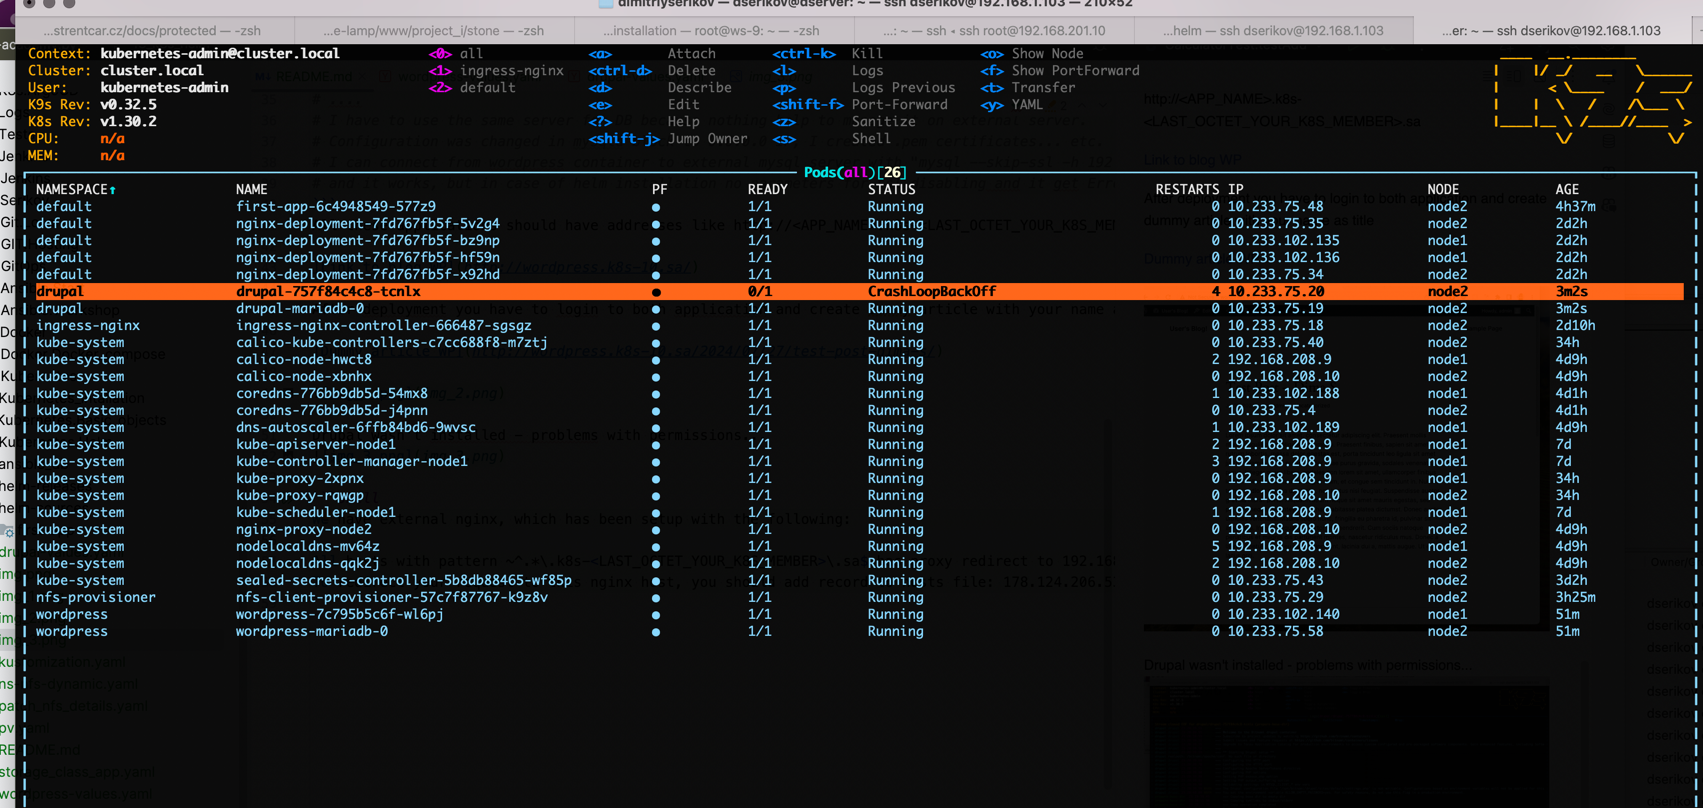 dimitriyserikov — dserikov@dserver: ~ — ssh dserikov@192.168.1.103 — 210×52
...strentcar.cz/docs/protected — -zsh ...e-lamp/www/project_i/stone — -zsh ...installation — root@ws-9: ~ — -zsh ...: ~ — ssh • ssh root@192.168.201.10 ...helm — ssh dserikov@192.168.1.103 ...er: ~ — ssh dserikov@192.168.1.103
Context: kubernetes-admin@cluster.local <0> all <a> Attach <ctrl-k> Kill <o> Show Node
Cluster: cluster.local <1> ingress-nginx <ctrl-d> Delete <l> Logs <f> Show PortForward
User: kubernetes-admin <2> default <d> Describe <p> Logs Previous <t> Transfer
K9s Rev: v0.32.5 <e> Edit <shift-f> Port-Forward <y> YAML
K8s Rev: v1.30.2 <?> Help <z> Sanitize
CPU: n/a <shift-j> Jump Owner <s> Shell
MEM: n/a
Pods(all)[26]
NAMESPACE↑ NAME PF READY STATUS RESTARTS IP NODE AGE
default first-app-6c4948549-577z9 ● 1/1 Running 0 10.233.75.48 node2 4h37m
default nginx-deployment-7fd767fb5f-5v2g4 ● 1/1 Running 0 10.233.75.35 node2 2d2h
default nginx-deployment-7fd767fb5f-bz9np ● 1/1 Running 0 10.233.102.135 node1 2d2h
default nginx-deployment-7fd767fb5f-hf59n ● 1/1 Running 0 10.233.102.136 node1 2d2h
default nginx-deployment-7fd767fb5f-x92hd ● 1/1 Running 0 10.233.75.34 node2 2d2h
drupal drupal-757f84c4c8-tcnlx ● 0/1 CrashLoopBackOff 4 10.233.75.20 node2 3m2s
drupal drupal-mariadb-0 ● 1/1 Running 0 10.233.75.19 node2 3m2s
ingress-nginx ingress-nginx-controller-666487-sgsgz ● 1/1 Running 0 10.233.75.18 node2 2d10h
kube-system calico-kube-controllers-c7cc688f8-m7ztj ● 1/1 Running 0 10.233.75.40 node2 34h
kube-system calico-node-hwct8 ● 1/1 Running 2 192.168.208.9 node1 4d9h
kube-system calico-node-xbnhx ● 1/1 Running 0 192.168.208.10 node2 4d9h
kube-system coredns-776bb9db5d-54mx8 ● 1/1 Running 1 10.233.102.188 node1 4d1h
kube-system coredns-776bb9db5d-j4pnn ● 1/1 Running 0 10.233.75.4 node2 4d1h
kube-system dns-autoscaler-6ffb84bd6-9wvsc ● 1/1 Running 1 10.233.102.189 node1 4d9h
kube-system kube-apiserver-node1 ● 1/1 Running 2 192.168.208.9 node1 7d
kube-system kube-controller-manager-node1 ● 1/1 Running 3 192.168.208.9 node1 7d
kube-system kube-proxy-2xpnx ● 1/1 Running 0 192.168.208.9 node1 34h
kube-system kube-proxy-rqwgp ● 1/1 Running 0 192.168.208.10 node2 34h
kube-system kube-scheduler-node1 ● 1/1 Running 1 192.168.208.9 node1 7d
kube-system nginx-proxy-node2 ● 1/1 Running 0 192.168.208.10 node2 4d9h
kube-system nodelocaldns-mv64z ● 1/1 Running 5 192.168.208.9 node1 4d9h
kube-system nodelocaldns-qqk2j ● 1/1 Running 2 192.168.208.10 node2 4d9h
kube-system sealed-secrets-controller-5b8db88465-wf85p ● 1/1 Running 0 10.233.75.43 node2 3d2h
nfs-provisioner nfs-client-provisioner-57c7f87767-k9z8v ● 1/1 Running 0 10.233.75.29 node2 3h25m
wordpress wordpress-7c795b5c6f-wl6pj ● 1/1 Running 0 10.233.102.140 node1 51m
wordpress wordpress-mariadb-0 ● 1/1 Running 0 10.233.75.58 node2 51m
Drupal wasn't installed - problems with permissions...